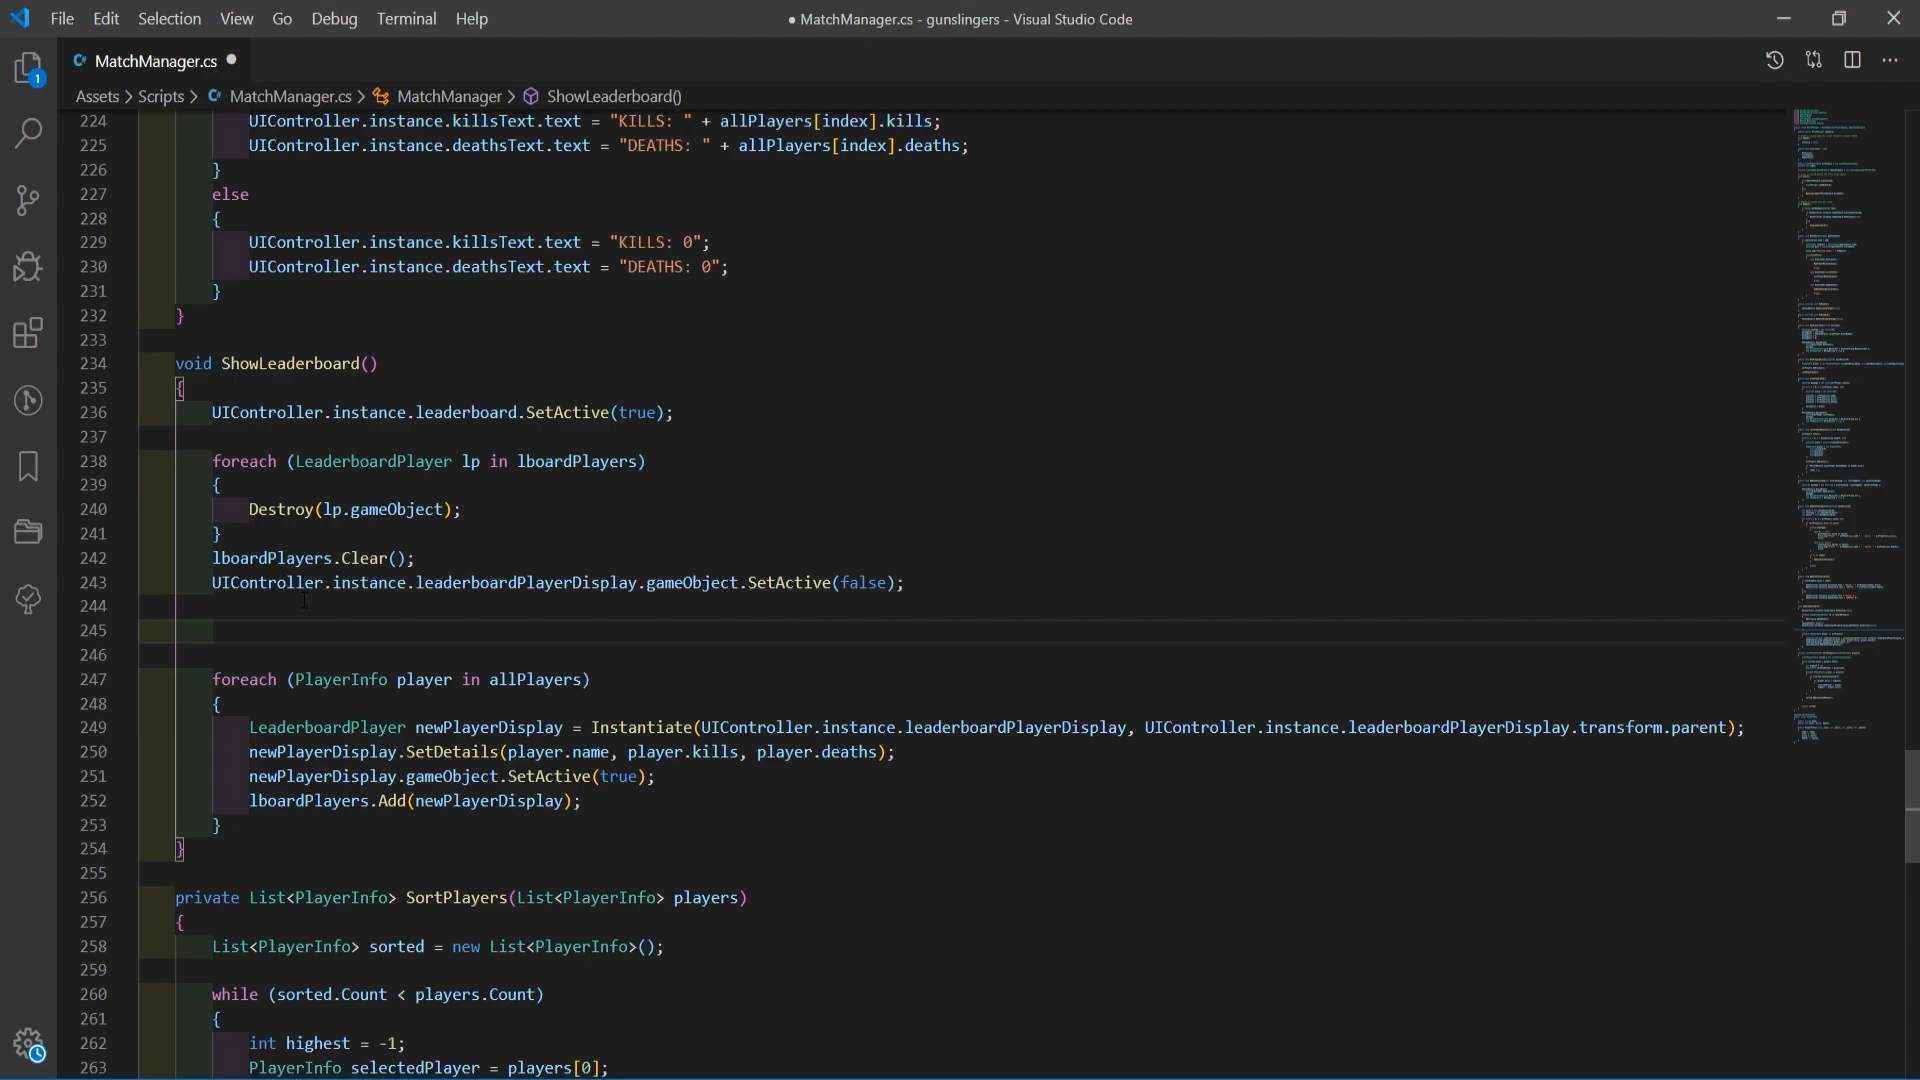 File Edit Selection View Go Debug Terminal Help
● MatchManager.cs - gunslingers - Visual Studio Code
MatchManager.cs
1
Assets > Scripts > MatchManager.cs > MatchManager > ShowLeaderboard()
224 UIController.instance.killsText.text = "KILLS: " + allPlayers[index].kills;
225 UIController.instance.deathsText.text = "DEATHS: " + allPlayers[index].deaths;
226 }
227 else
228 {
229 UIController.instance.killsText.text = "KILLS: 0";
230 UIController.instance.deathsText.text = "DEATHS: 0";
231 }
232 }
233
234 void ShowLeaderboard()
235 {
236 UIController.instance.leaderboard.SetActive(true);
237
238 foreach (LeaderboardPlayer lp in lboardPlayers)
239 {
240 Destroy(lp.gameObject);
241 }
242 lboardPlayers.Clear();
243 UIController.instance.leaderboardPlayerDisplay.gameObject.SetActive(false);
244
245
246
247 foreach (PlayerInfo player in allPlayers)
248 {
249 LeaderboardPlayer newPlayerDisplay = Instantiate(UIController.instance.leaderboardPlayerDisplay, UIController.instance.leaderboardPlayerDisplay.transform.parent);
250 newPlayerDisplay.SetDetails(player.name, player.kills, player.deaths);
251 newPlayerDisplay.gameObject.SetActive(true);
252 lboardPlayers.Add(newPlayerDisplay);
253 }
254 }
255
256 private List<PlayerInfo> SortPlayers(List<PlayerInfo> players)
257 {
258 List<PlayerInfo> sorted = new List<PlayerInfo>();
259
260 while (sorted.Count < players.Count)
261 {
262 int highest = -1;
263 PlayerInfo selectedPlayer = players[0];